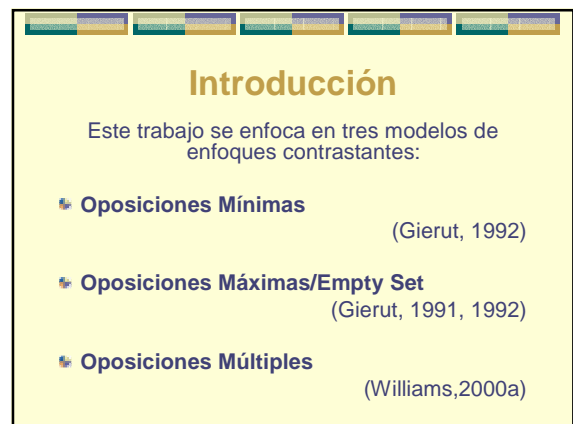 Introducción
Este trabajo se enfoca en tres modelos de
enfoques contrastantes:
Oposiciones Mínimas
(Gierut, 1992)
Oposiciones Máximas/Empty Set
(Gierut, 1991, 1992)
Oposiciones Múltiples
(Williams,2000a)